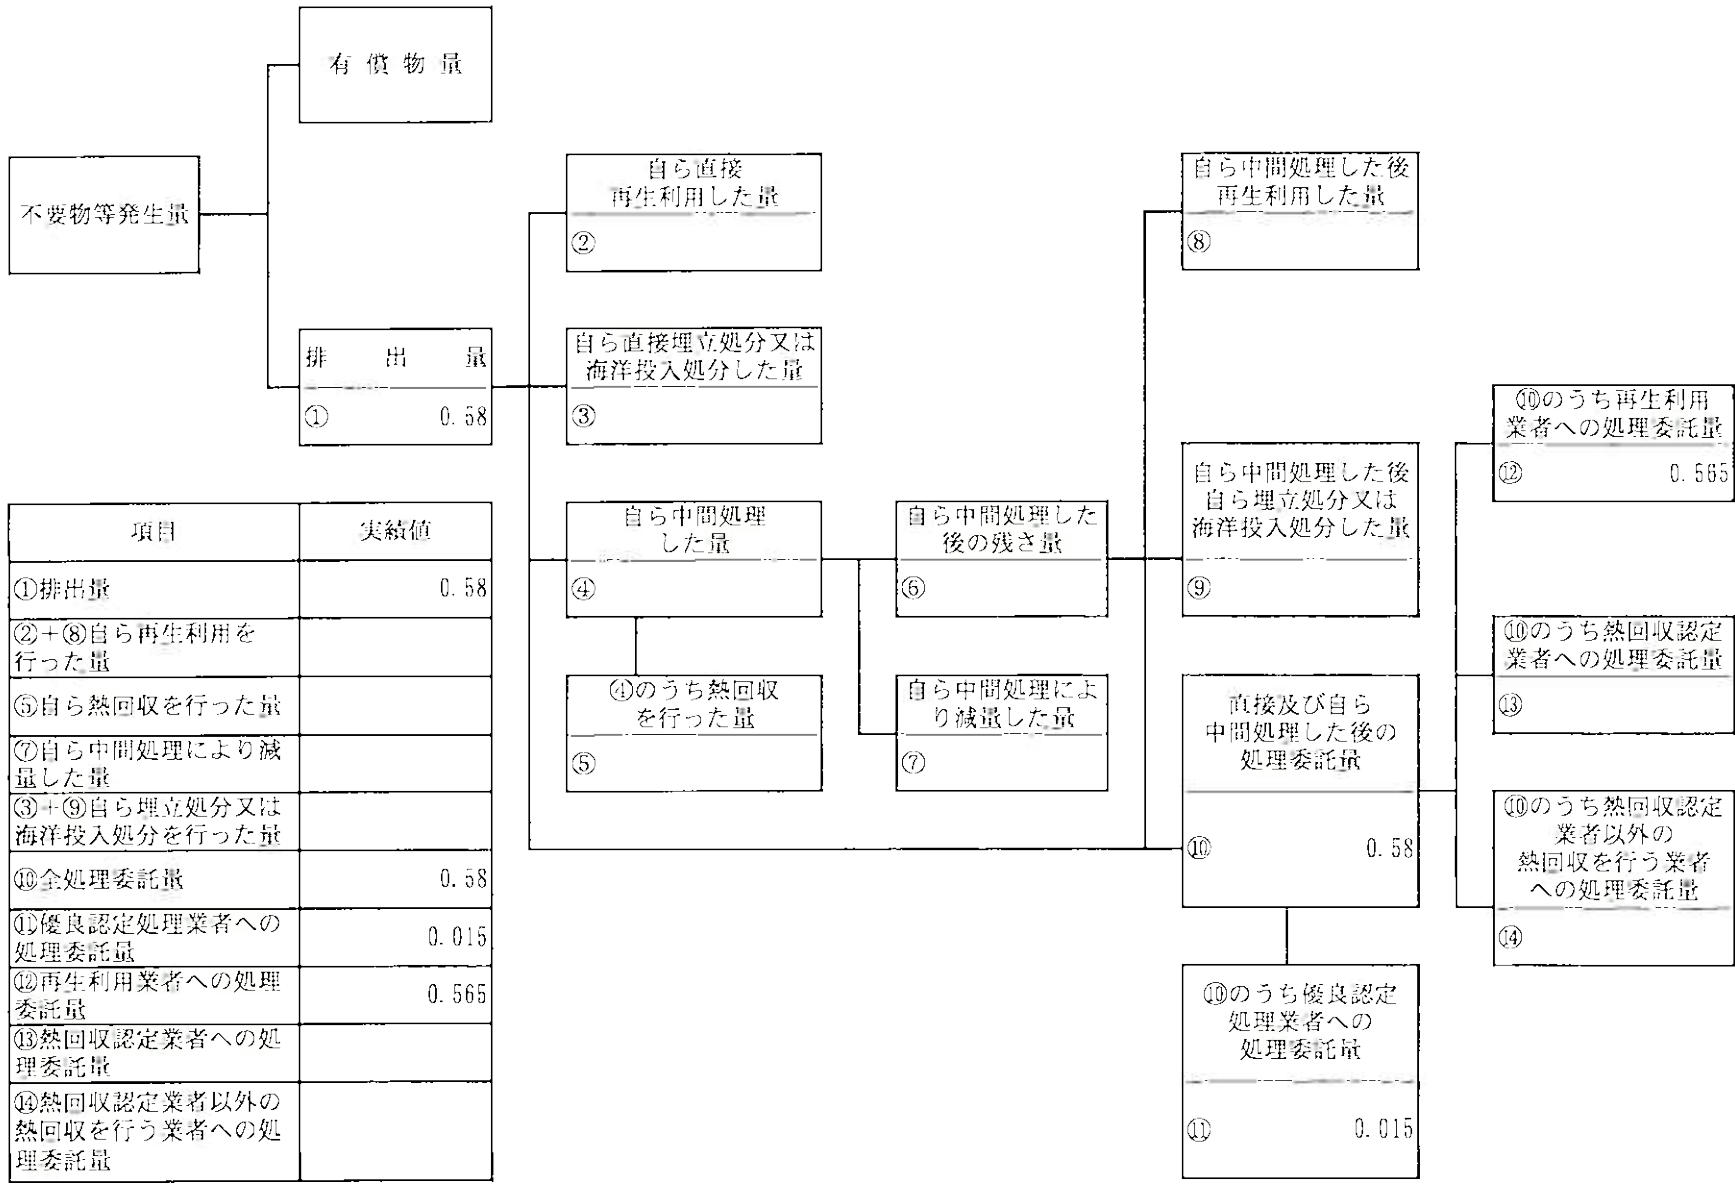 有償物量
不要物等発生量
排出量
① 0.58
自ら直接
再生利用した量
②
自ら直接埋立処分又は
海洋投入処分した量
③
自ら中間処理
した量
④
④のうち熱回収
を行った量
⑤
自ら中間処理した
後の残さ量
⑥
自ら中間処理によ
り減量した量
⑦
自ら中間処理した後
再生利用した量
⑧
自ら中間処理した後
自ら埋立処分又は
海洋投入処分した量
⑨
直接及び自ら
中間処理した後の
処理委託量
⑩ 0.58
⑩のうち優良認定
処理業者への
処理委託量
⑪ 0.015
⑩のうち再生利用
業者への処理委託量
⑫ 0.565
⑩のうち熱回収認定
業者への処理委託量
⑬
⑩のうち熱回収認定
業者以外の
熱回収を行う業者
への処理委託量
⑭
項目 実績値
①排出量 0.58
②+⑧自ら再生利用を
行った量
⑤自ら熱回収を行った量
⑦自ら中間処理により減
量した量
③+⑨自ら埋立処分又は
海洋投入処分を行った量
⑩全処理委託量 0.58
⑪優良認定処理業者への
処理委託量 0.015
⑫再生利用業者への処理
委託量 0.565
⑬熱回収認定業者への処
理委託量
⑭熱回収認定業者以外の
熱回収を行う業者への処
理委託量